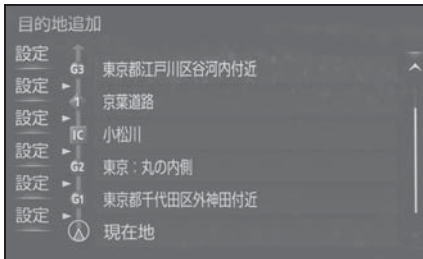 目的地追加
設定
G3 東京都江戸川区谷河内付近
設定
1 京葉道路
設定
IC 小松川
設定
G2 東京：丸の内側
設定
G1 東京都千代田区外神田付近
設定
現在地